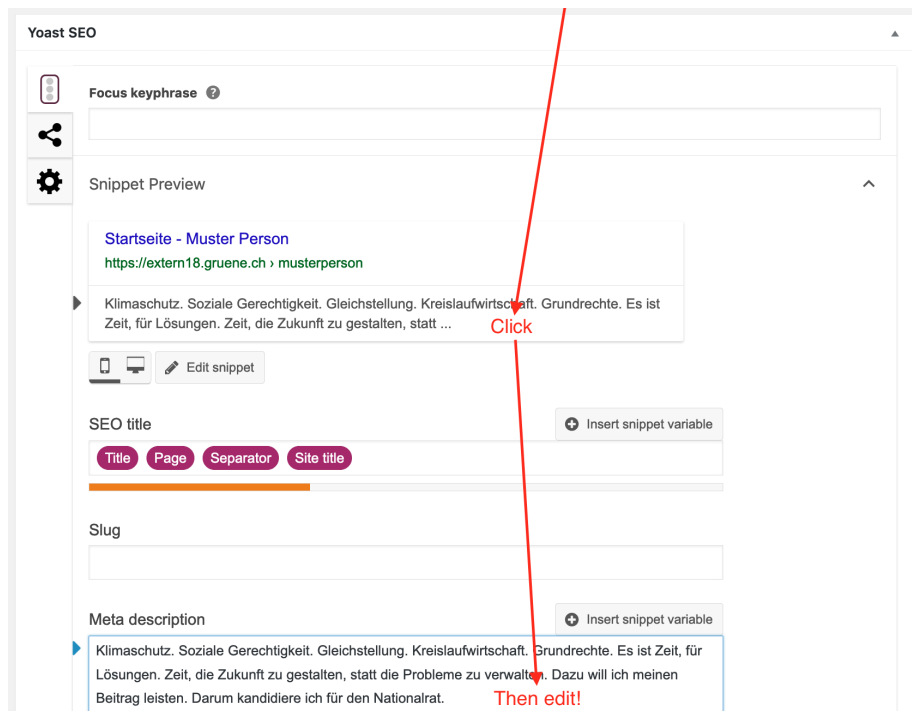 Yoast SEO
Focus keyphrase
Snippet Preview
Startseite - Muster Person
https://extern18.gruene.ch › musterperson
Klimaschutz. Soziale Gerechtigkeit. Gleichstellung. Kreislaufwirtschaft. Grundrechte. Es ist
Zeit, für Lösungen. Zeit, die Zukunft zu gestalten, statt ...
Click
Edit snippet
SEO title
Insert snippet variable
Title Page Separator Site title
Slug
Meta description
Insert snippet variable
Klimaschutz. Soziale Gerechtigkeit. Gleichstellung. Kreislaufwirtschaft. Grundrechte. Es ist Zeit, für
Lösungen. Zeit, die Zukunft zu gestalten, statt die Probleme zu verwalten. Dazu will ich meinen
Beitrag leisten. Darum kandidiere ich für den Nationalrat.
Then edit!